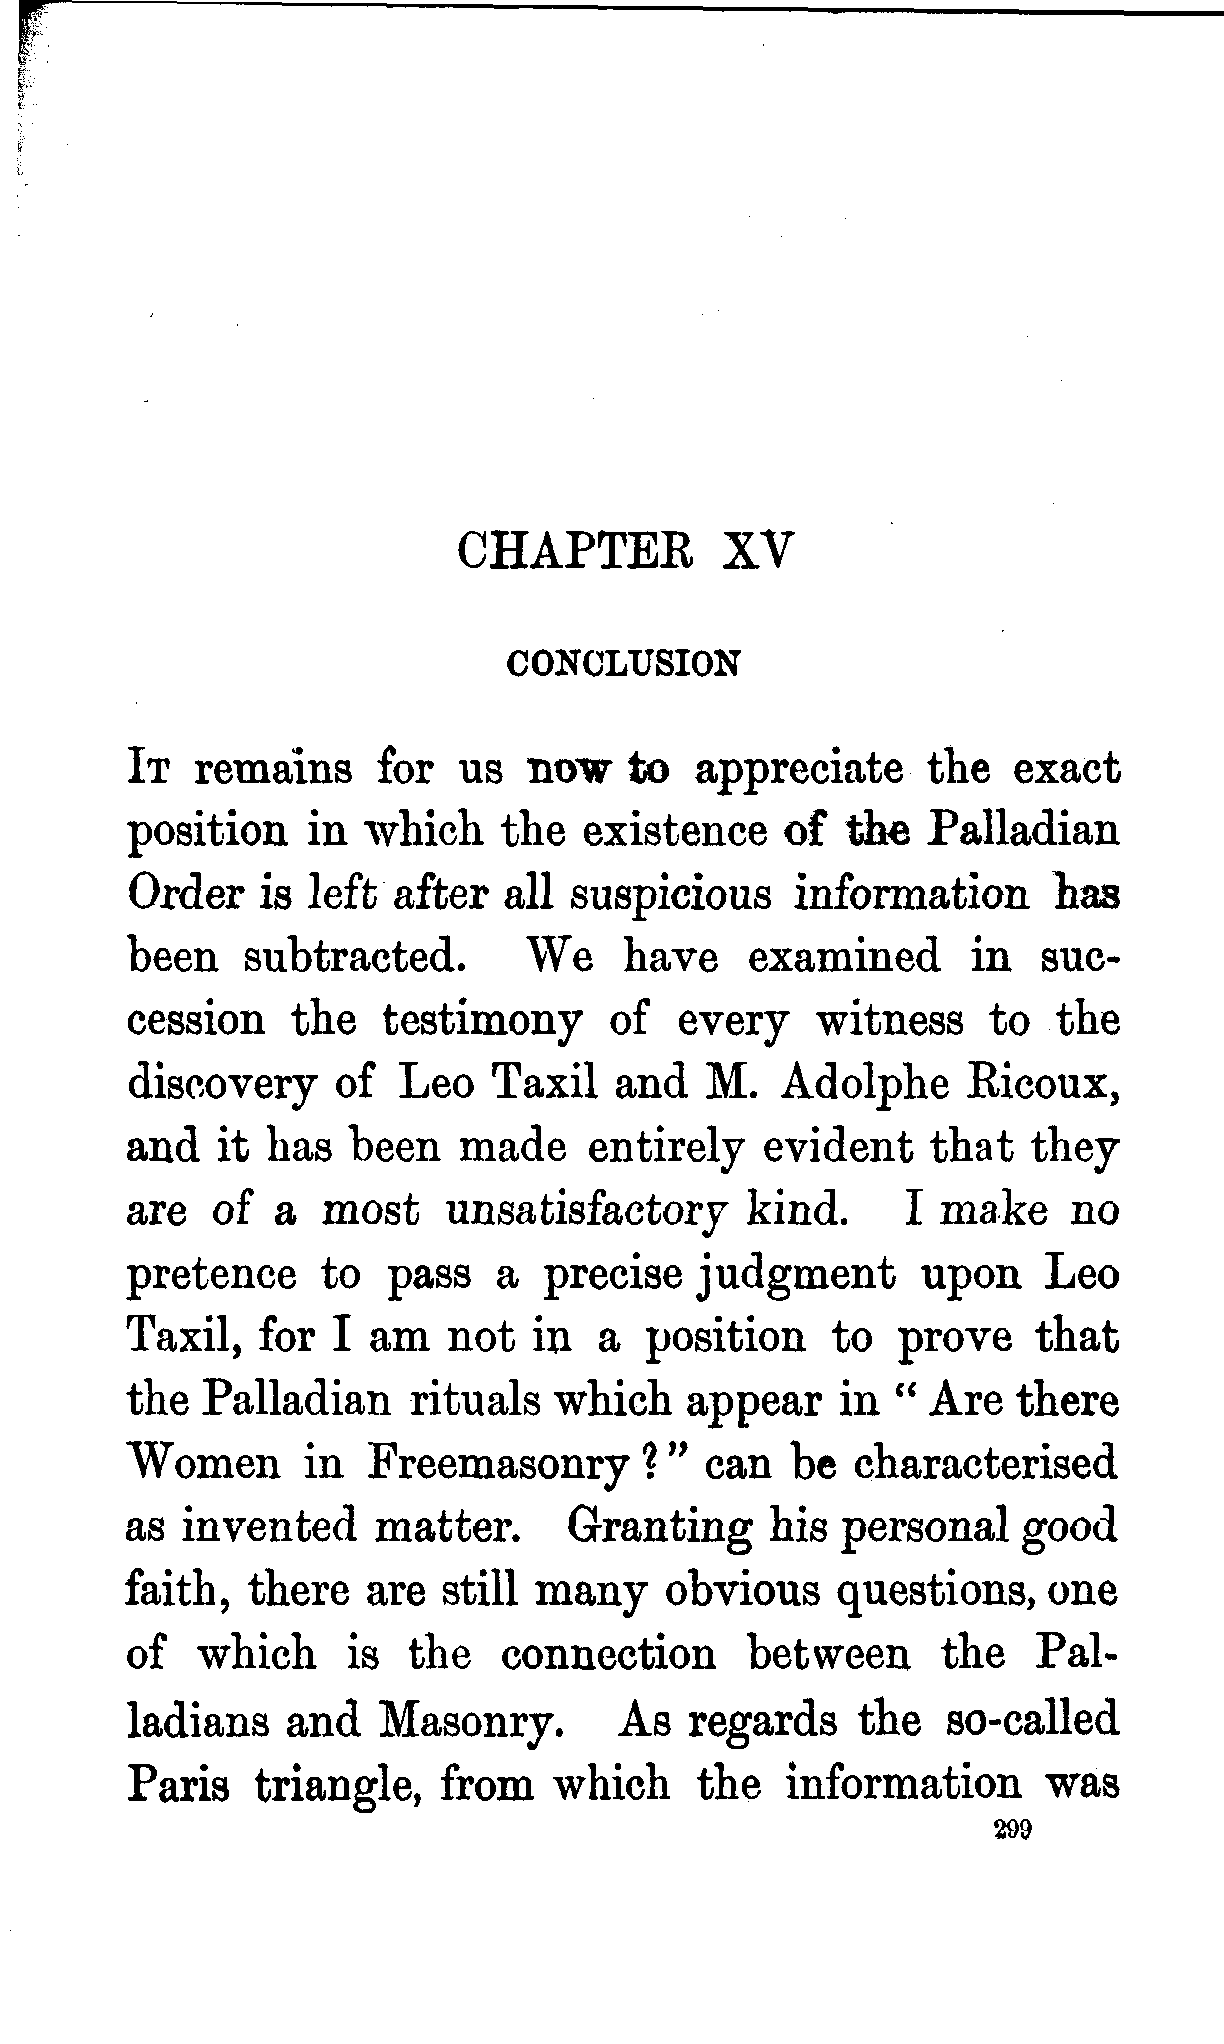 CHAPTER XV
CONCLUSION
IT remains for us now to appreciate the exact
position in which the existence of the Palladian
Order is left after all suspicious information has
been subtracted. We have examined in suc-
cession the testimony of every witness to the
discovery of Leo Taxil and M. Adolphe Ricoux,
and it has been made entirely evident that they
are of a most unsatisfactory kind. I make no
pretence to pass a precise judgment upon Leo
Taxil, for I am not in a position to prove that
the Palladian rituals which appear in “ Are there
Women in Freemasonry ? ” can be characterised
as invented matter. Granting his personal good
faith, there are still many obvious questions, one
of which is the connection between the Pal-
ladians and Masonry. As regards the so-called
Paris triangle, from which the information was
299